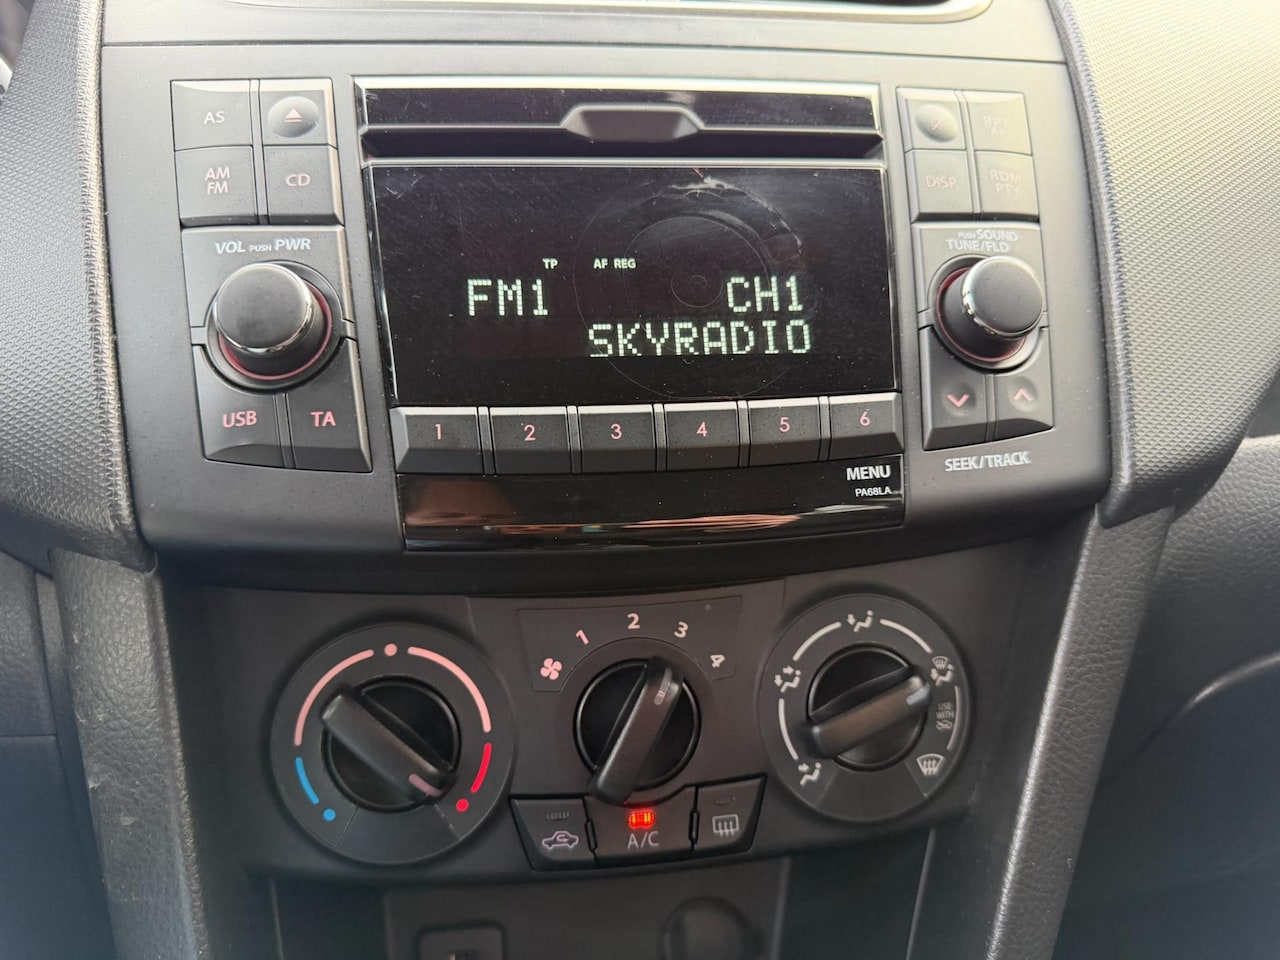 AS
AM
FM
CD
VOL PUSH PWR
USB
TA
TP AF REG
FM1 CH1
SKYRADIO
1 2 3 4 5 6
MENU
PA68LA
RPT
AF
DISP
RDM
PTY
PUSH SOUND
TUNE/FLD
SEEK/TRACK
1 2 3 4
A/C
USE
WITH